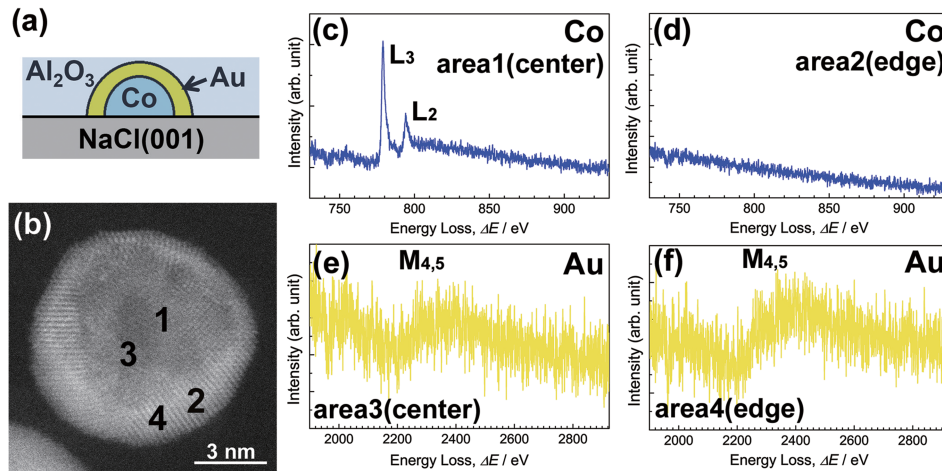 (a)
Al₂O₃
Au
Co
NaCl(001)
(b)
1
3
2
4
3 nm
(c)
Co
area1(center)
L₃
L₂
Intensity (arb. unit)
750 800 850 900
Energy Loss, ΔE / eV
(d)
Co
area2(edge)
Intensity (arb. unit)
750 800 850 900
Energy Loss, ΔE / eV
(e)
M₄,₅
Au
area3(center)
Intensity (arb. unit)
2000 2200 2400 2600 2800
Energy Loss, ΔE / eV
(f)
M₄,₅
Au
area4(edge)
Intensity (arb. unit)
2000 2200 2400 2600 2800
Energy Loss, ΔE / eV